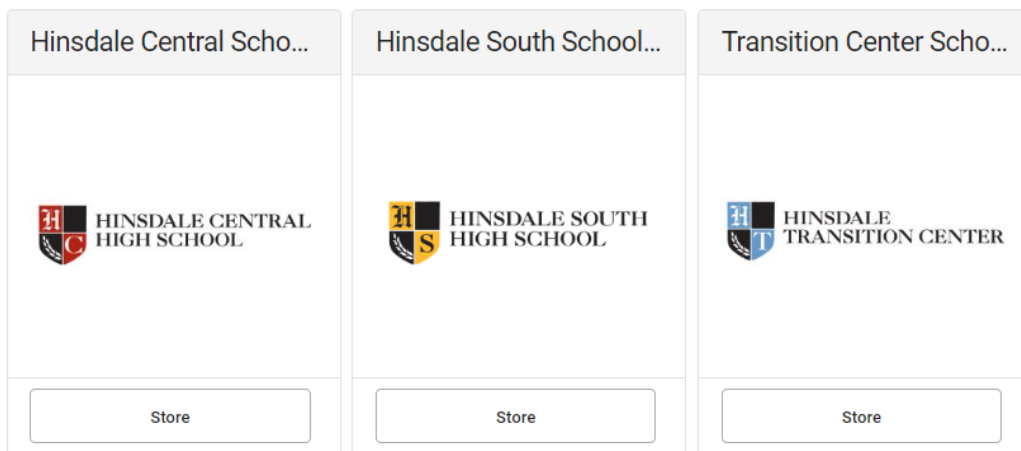 Hinsdale Central Scho...
Hinsdale South School...
Transition Center Scho...
H
C
HINSDALE CENTRAL
HIGH SCHOOL
H
S
HINSDALE SOUTH
HIGH SCHOOL
H
T
HINSDALE
TRANSITION CENTER
Store
Store
Store